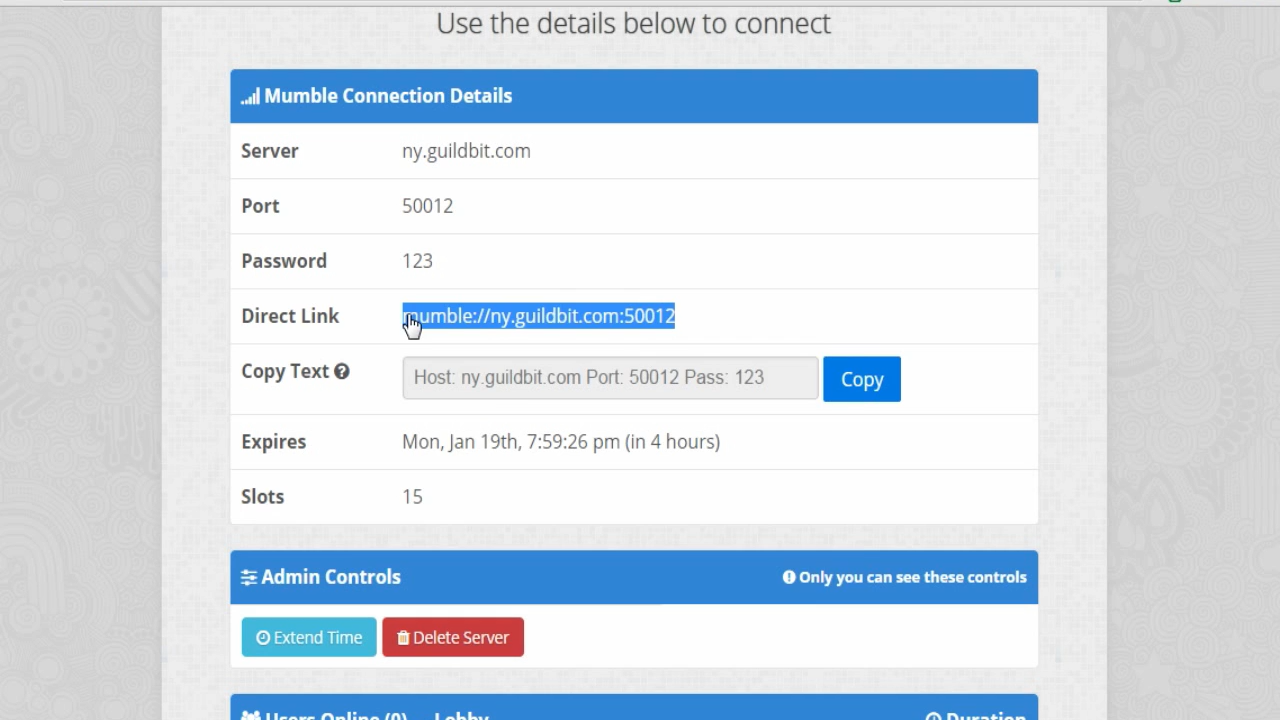 Use the details below to connect
Mumble Connection Details
Server ny.guildbit.com
Port 50012
Password 123
Direct Link mumble://ny.guildbit.com:50012
Copy Text Host: ny.guildbit.com Port: 50012 Pass: 123 Copy
Expires Mon, Jan 19th, 7:59:26 pm (in 4 hours)
Slots 15
Admin Controls Only you can see these controls
Extend Time Delete Server
Users Online (0) Lobby Duration